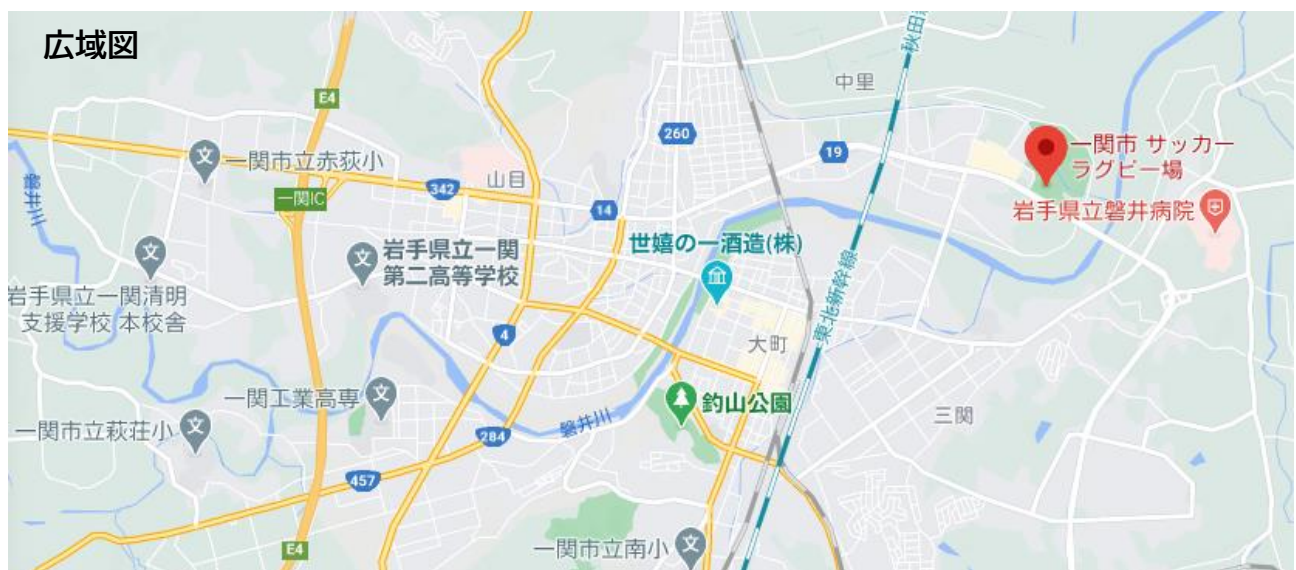 広域図
秋田
中里
E4
260
19
一関市 サッカー
ラグビー場
一関市立赤荻小
342
山目
磐井川
一関IC
14
岩手県立磐井病院
岩手県立一関
第二高等学校
世嬉の一酒造(株)
岩手県立一関清明
支援学校 本校舎
東北新幹線
4
大町
一関工業高専
釣山公園
三関
一関市立萩荘小
284
磐井川
457
E4
一関市立南小
文
文
文
文
文
文